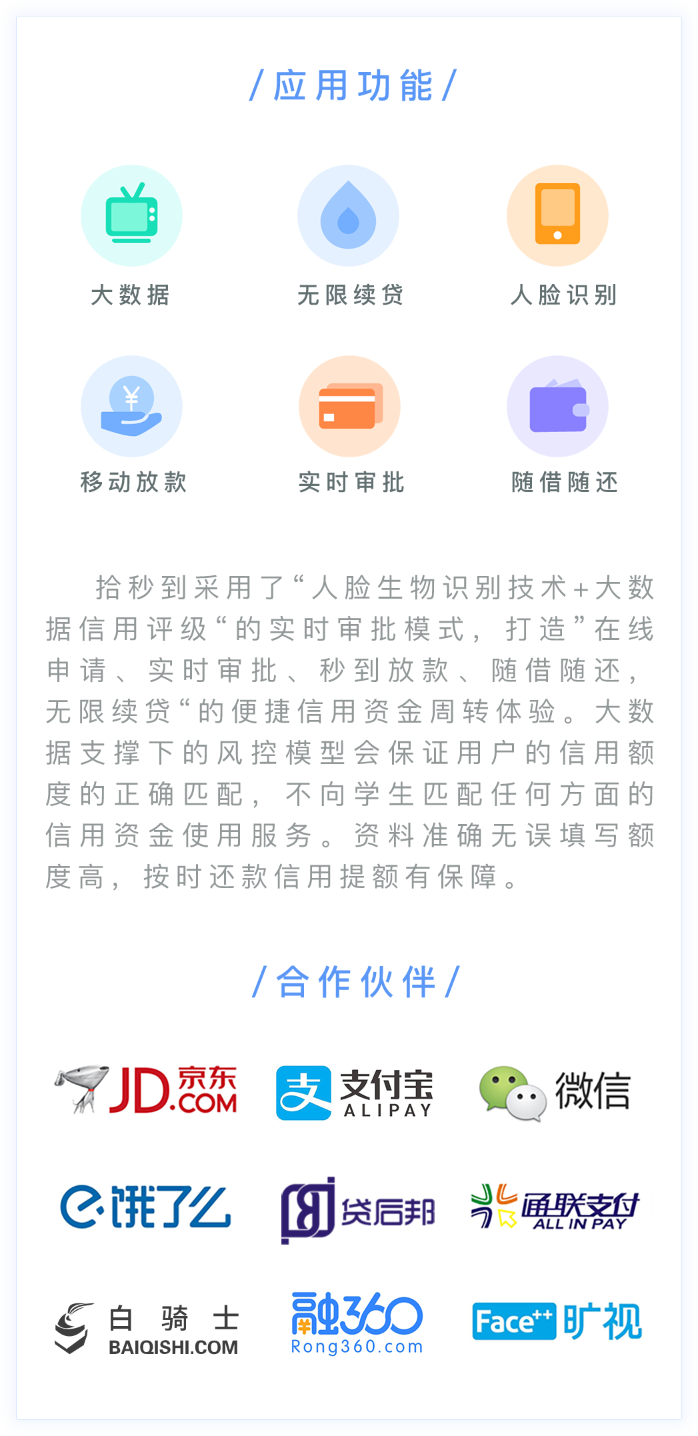 /应用功能/
大数据
无限续贷
人脸识别
¥
移动放款
实时审批
随借随还
拾秒到采用了“人脸生物识别技术+大数
据信用评级“的实时审批模式，打造”在线
申请、实时审批、秒到放款、随借随还，
无限续贷“的便捷信用资金周转体验。大数
据支撑下的风控模型会保证用户的信用额
度的正确匹配，不向学生匹配任何方面的
信用资金使用服务。资料准确无误填写额
度高，按时还款信用提额有保障。
/合作伙伴/
JD.COM 京东
支 支付宝
ALIPAY
微信
e 饿了么
贷后邦
通联支付
ALL IN PAY
白骑士
BAIQISHI.COM
融360
Rong360.com
Face++ 旷视